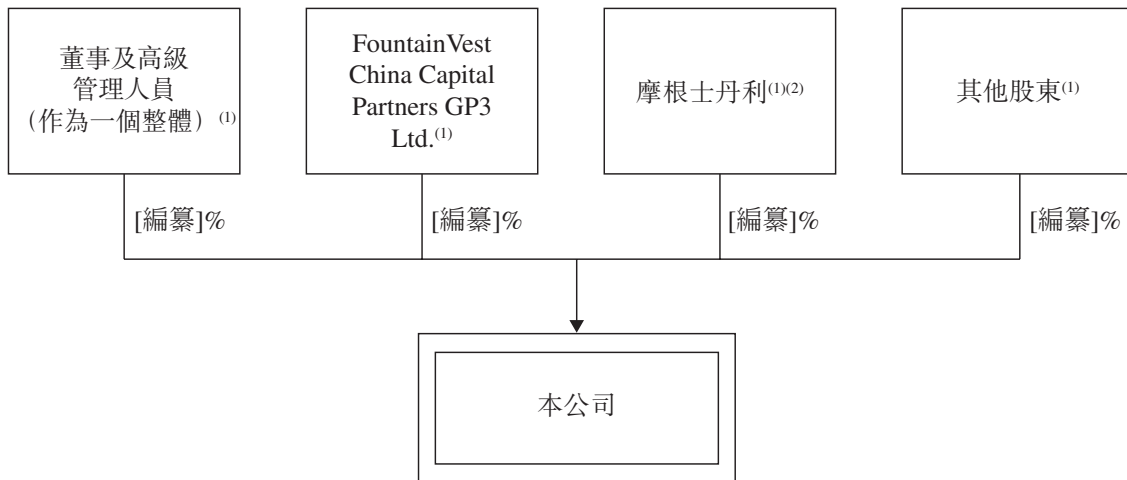 董事及高級
管理人員
（作為一個整體）(1)
FountainVest
China Capital
Partners GP3
Ltd.(1)
摩根士丹利(1)(2)
其他股東(1)
[編纂]%
[編纂]%
[編纂]%
[編纂]%
本公司